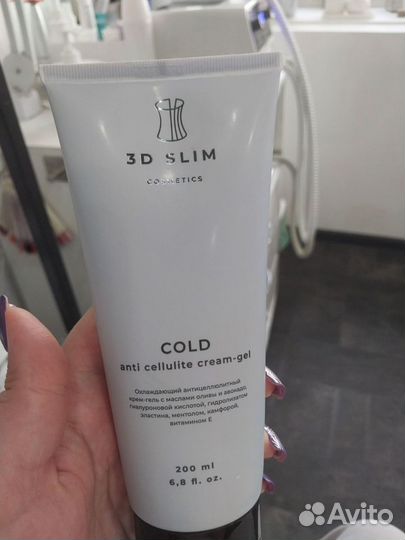 3D SLIM
COSMETICS
COLD
anti cellulite cream-gel
Охлаждающий антицеллюлитный
крем-гель с маслами оливы и авокадо,
гиалуроновой кислотой, гидролизатом
эластина, ментолом, камфорой,
витамином Е
200 ml
6,8 fl. oz.
Avito